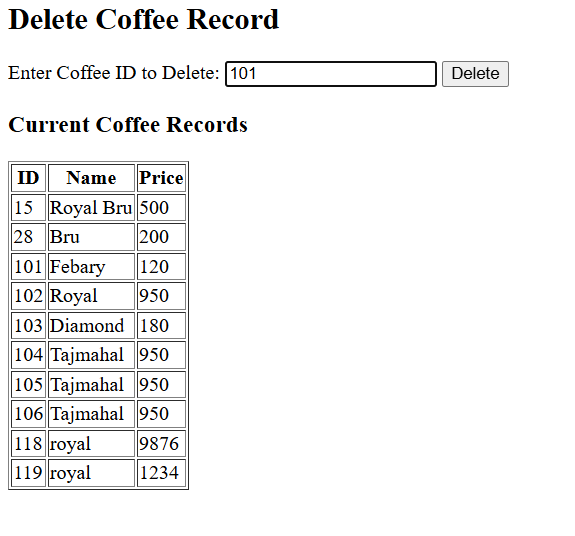 Delete Coffee Record
Enter Coffee ID to Delete: 101 Delete
Current Coffee Records
ID Name Price
15 Royal Bru 500
28 Bru 200
101 Febary 120
102 Royal 950
103 Diamond 180
104 Tajmahal 950
105 Tajmahal 950
106 Tajmahal 950
118 royal 9876
119 royal 1234